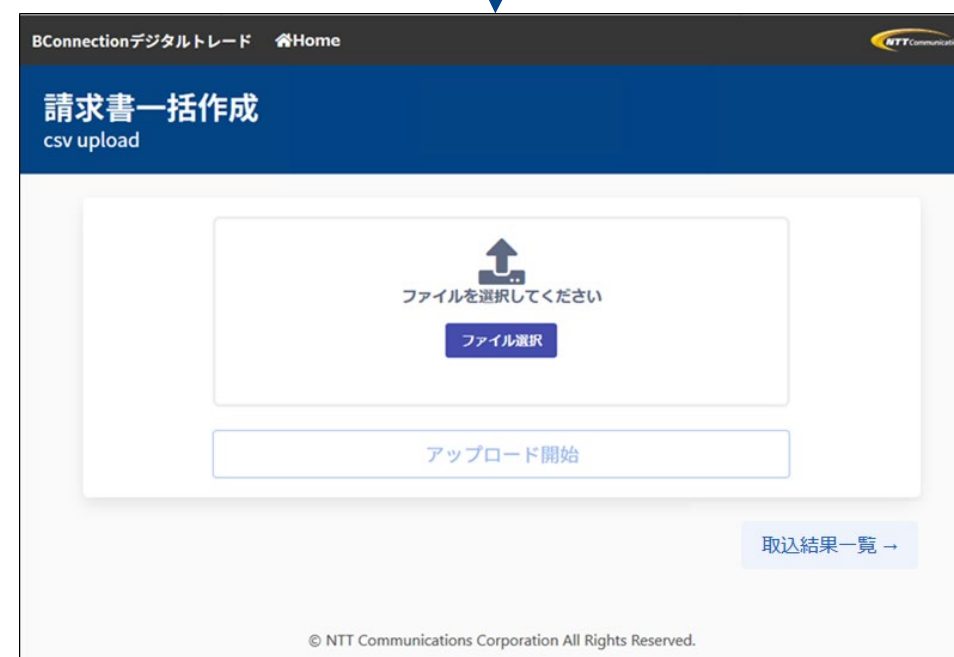 BConnectionデジタルトレード Home
NTT Communicati
請求書一括作成
csv upload
ファイルを選択してください
ファイル選択
アップロード開始
取込結果一覧 →
© NTT Communications Corporation All Rights Reserved.